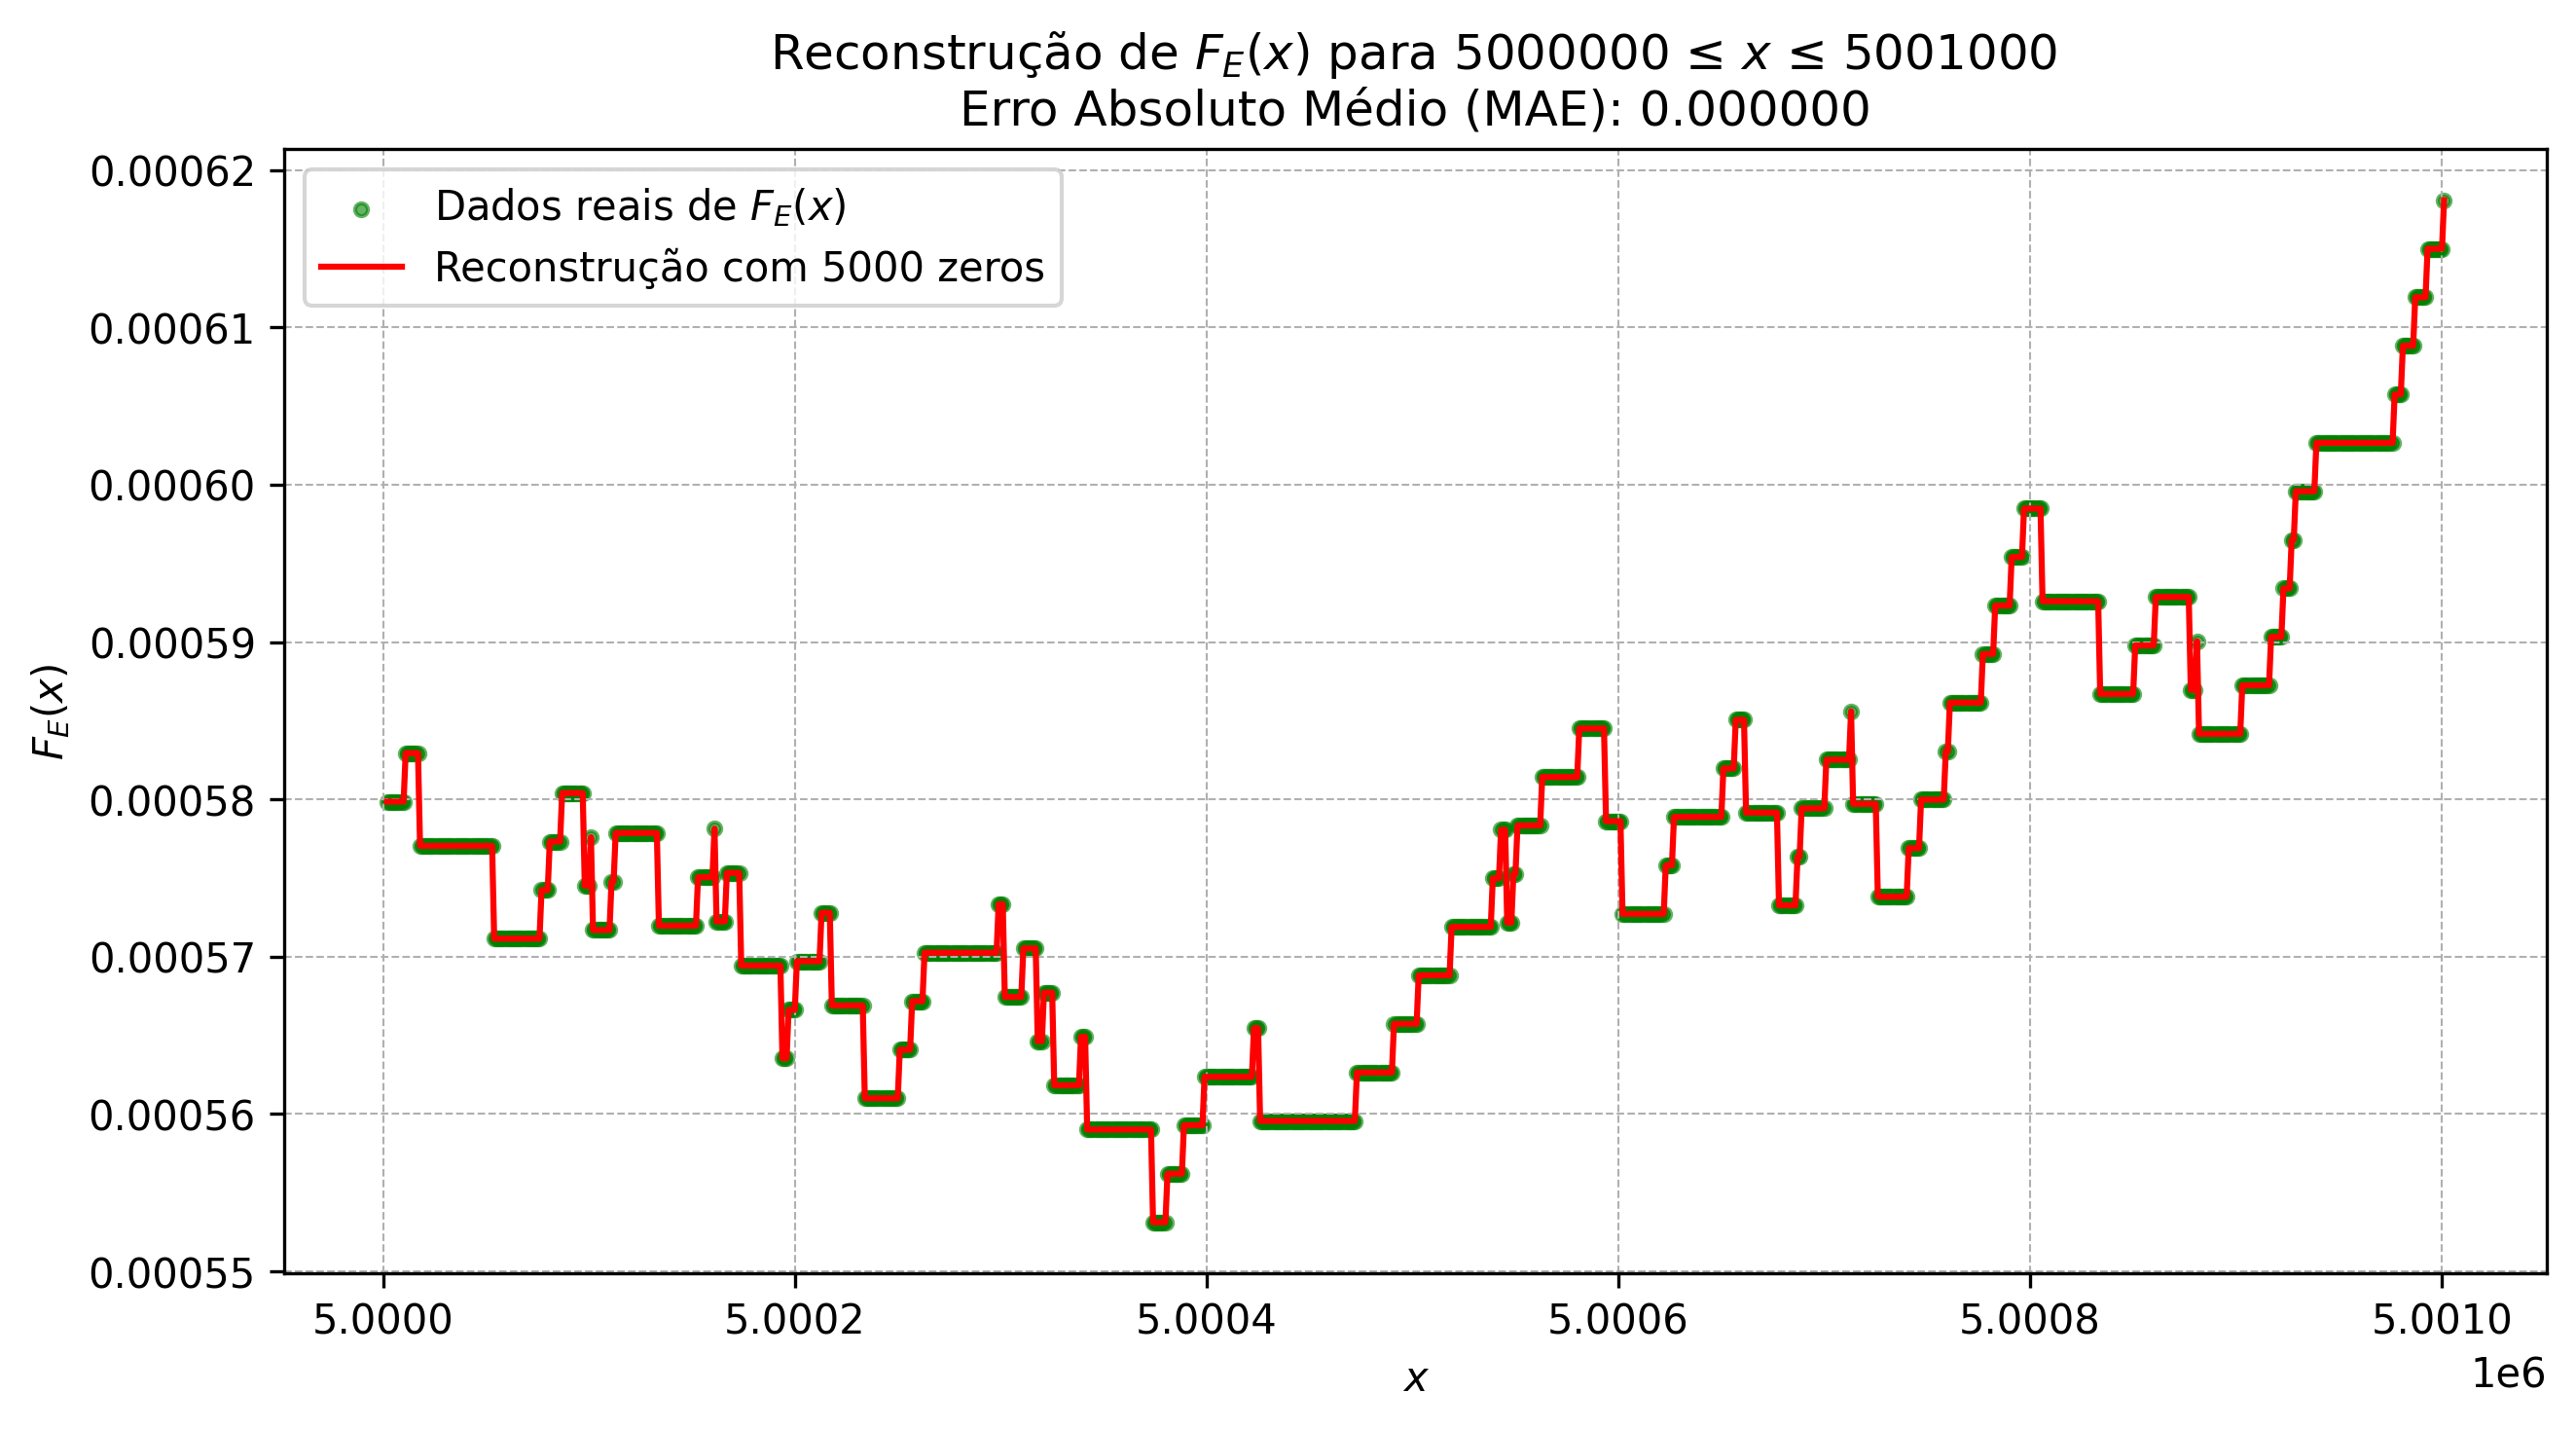 Reconstrução de F_E(x) para 5000000 ≤ x ≤ 5001000
Erro Absoluto Médio (MAE): 0.000000
Dados reais de F_E(x)
Reconstrução com 5000 zeros
F_E(x)
0.00062
0.00061
0.00060
0.00059
0.00058
0.00057
0.00056
0.00055
5.0000 5.0002 5.0004 5.0006 5.0008 5.0010
1e6
x